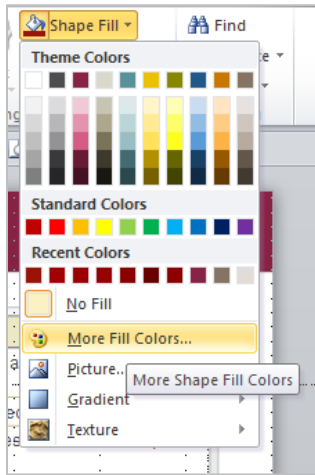 Shape Fill
Find
Theme Colors
Standard Colors
Recent Colors
No Fill
More Fill Colors...
Picture..
More Shape Fill Colors
Gradient
Texture